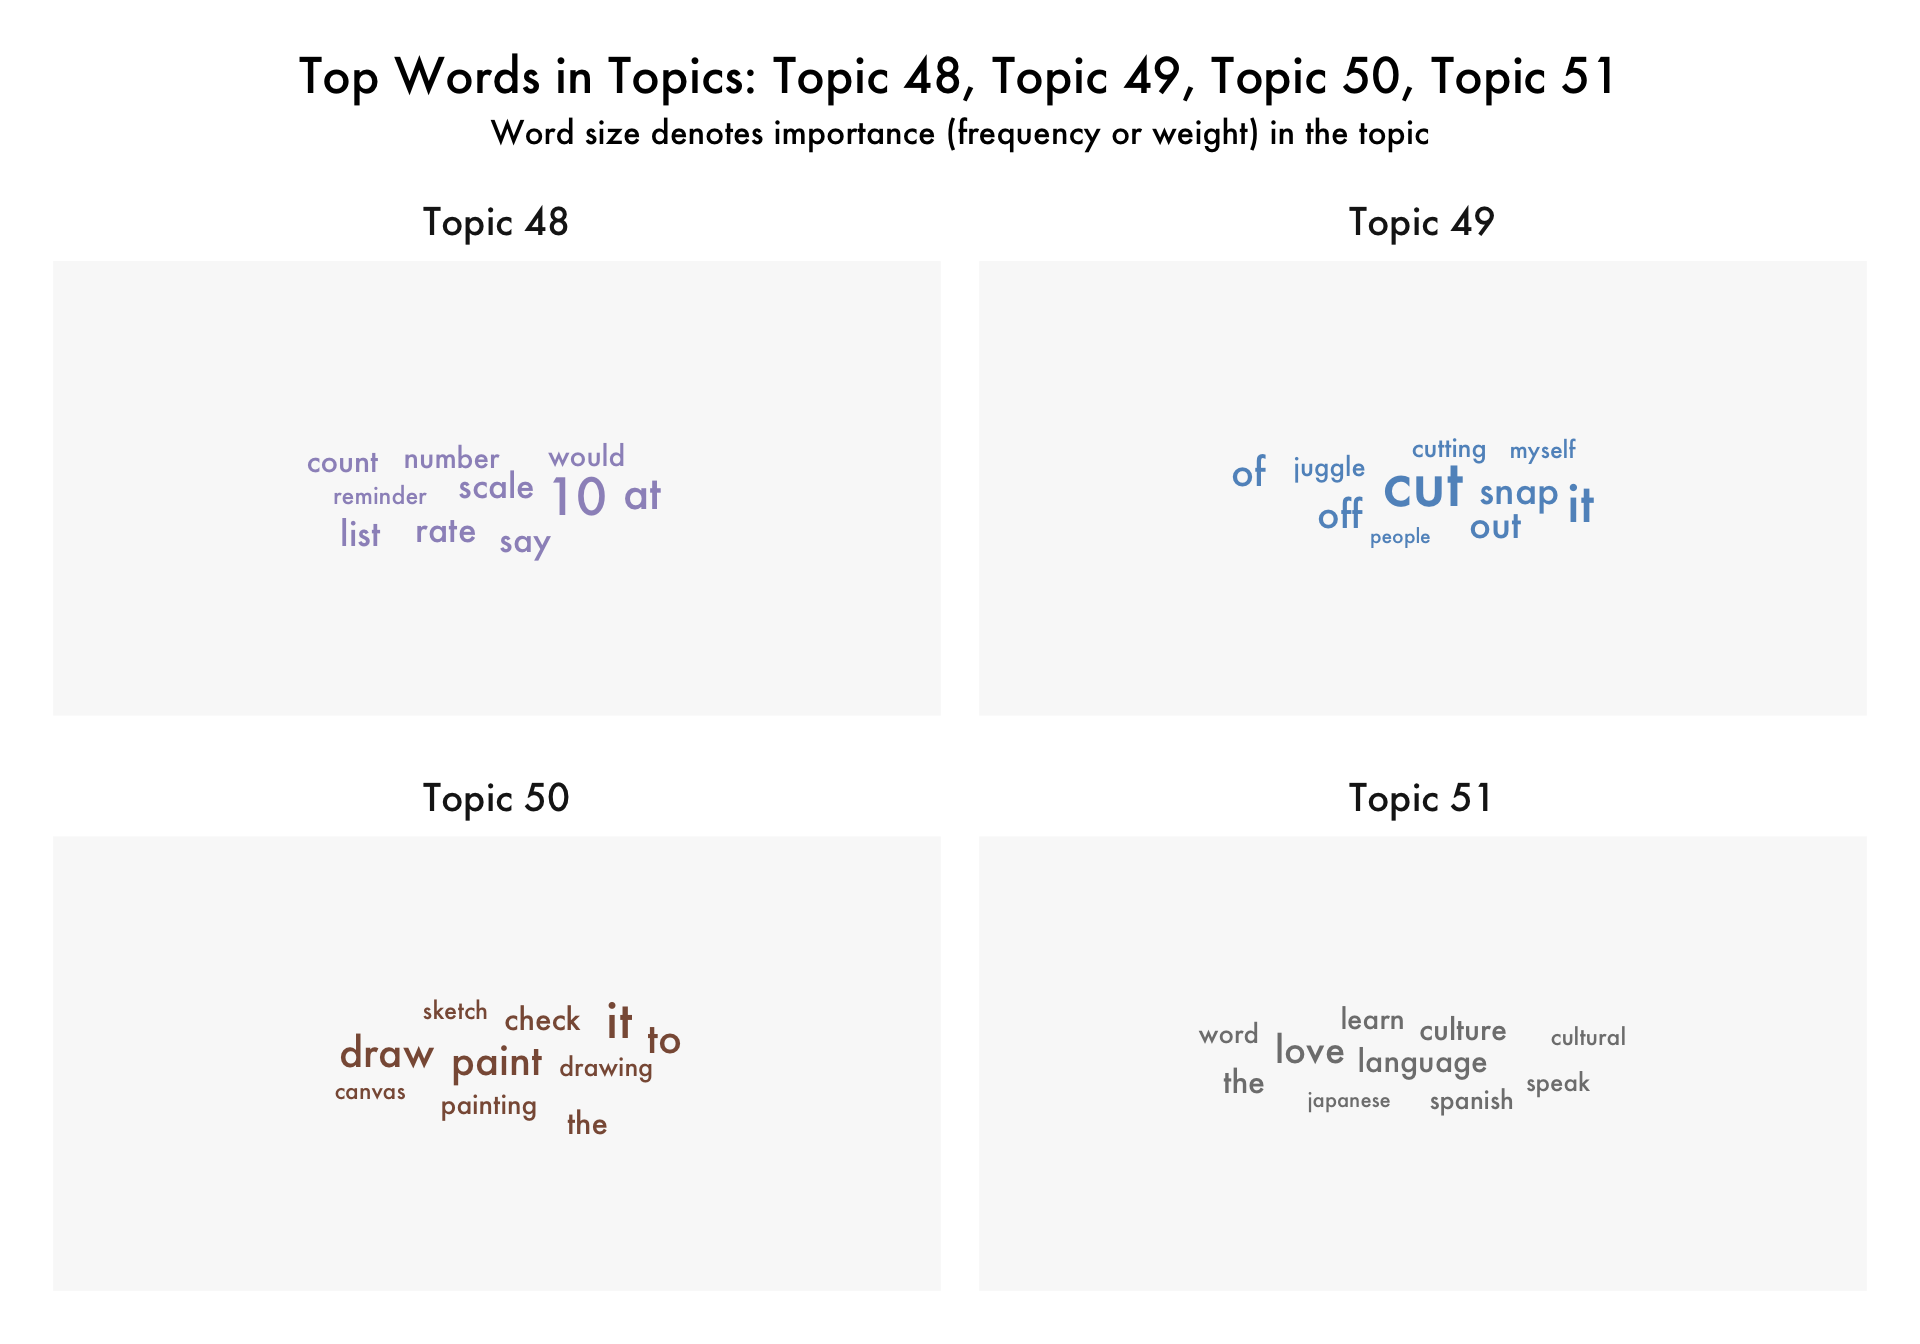 Top Words in Topics: Topic 48, Topic 49, Topic 50, Topic 51
Word size denotes importance (frequency or weight) in the topic
Topic 48
count number would
reminder scale 10 at
list rate say
Topic 49
cutting myself
of juggle cut snap it
off out
people
Topic 50
sketch check it to
draw paint drawing
canvas painting
the
Topic 51
word learn culture cultural
love language
the speak
japanese spanish